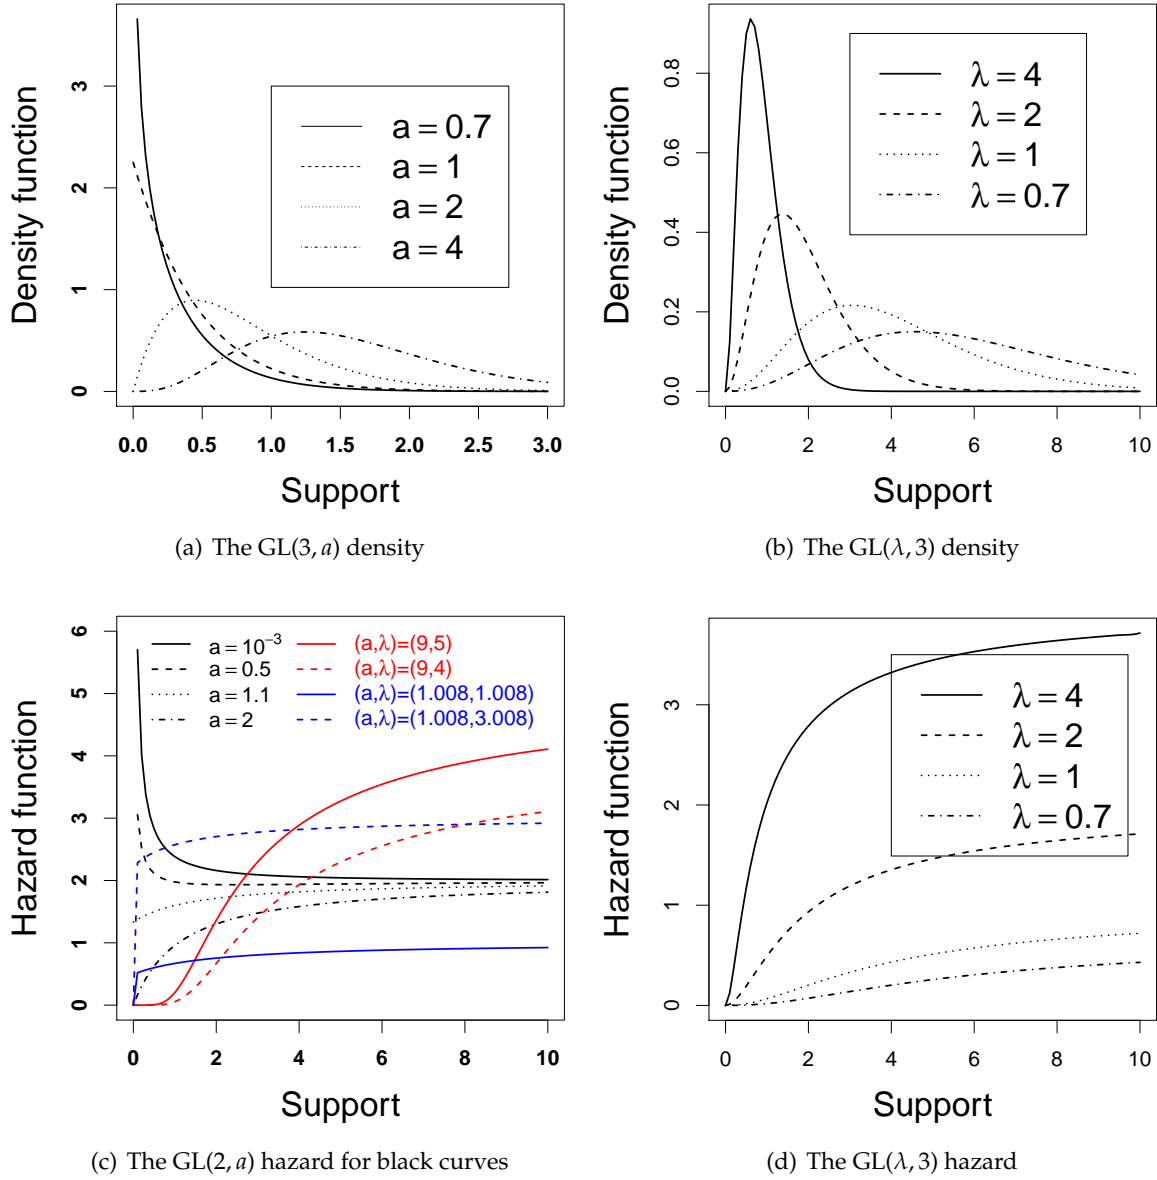 Density function
0
1
2
3
0.0
0.5
1.0
1.5
2.0
2.5
3.0
a = 0.7
a = 1
a = 2
a = 4
Support
(a) The GL(3, a) density
Density function
0.0
0.2
0.4
0.6
0.8
0
2
4
6
8
10
λ = 4
λ = 2
λ = 1
λ = 0.7
Support
(b) The GL(λ, 3) density
Hazard function
0
1
2
3
4
5
6
0
2
4
6
8
10
a = 10⁻³
a = 0.5
a = 1.1
a = 2
(a,λ)=(9,5)
(a,λ)=(9,4)
(a,λ)=(1.008,1.008)
(a,λ)=(1.008,3.008)
Support
(c) The GL(2, a) hazard for black curves
Hazard function
0
1
2
3
0
2
4
6
8
10
λ = 4
λ = 2
λ = 1
λ = 0.7
Support
(d) The GL(λ, 3) hazard